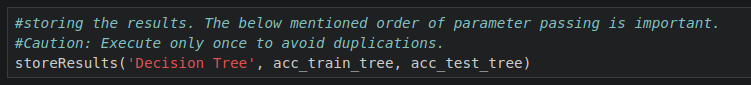 #storing the results. The below mentioned order of parameter passing is important.
#Caution: Execute only once to avoid duplications.
storeResults('Decision Tree', acc_train_tree, acc_test_tree)